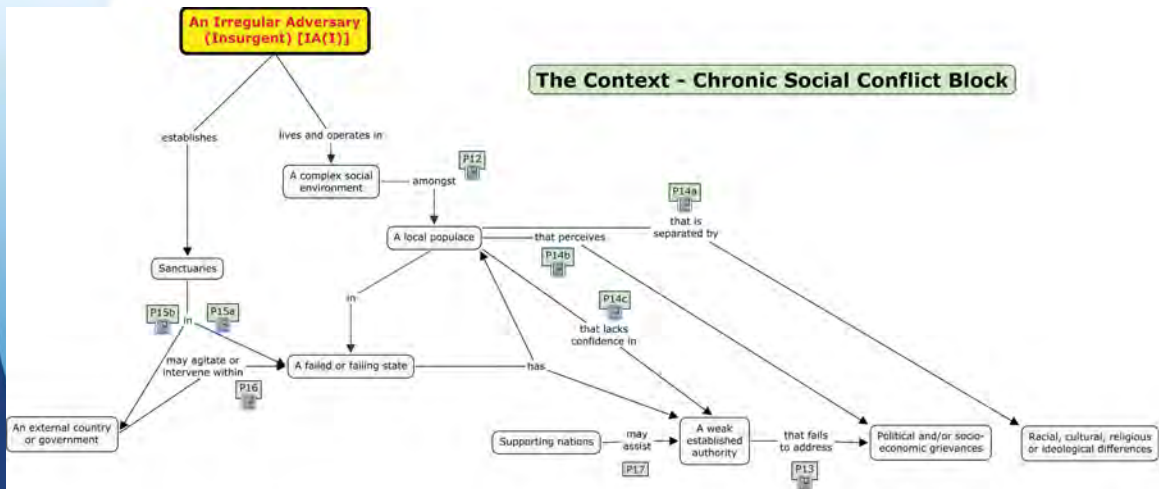 An Irregular Adversary
(Insurgent) [IA(I)]
The Context - Chronic Social Conflict Block
establishes
lives and operates in
P12
A complex social
environment
amongst
P14a
that is
separated by
A local populace
that perceives
P14b
Sanctuaries
P15b
in
P15a
in
P14c
that lacks
confidence in
may agitate or
intervene within
A failed or failing state
has
P16
An external country
or government
Supporting nations
may
assist
P17
A weak
established
authority
that fails
to address
P13
Political and/or socio-
economic grievances
Racial, cultural, religious
or ideological differences